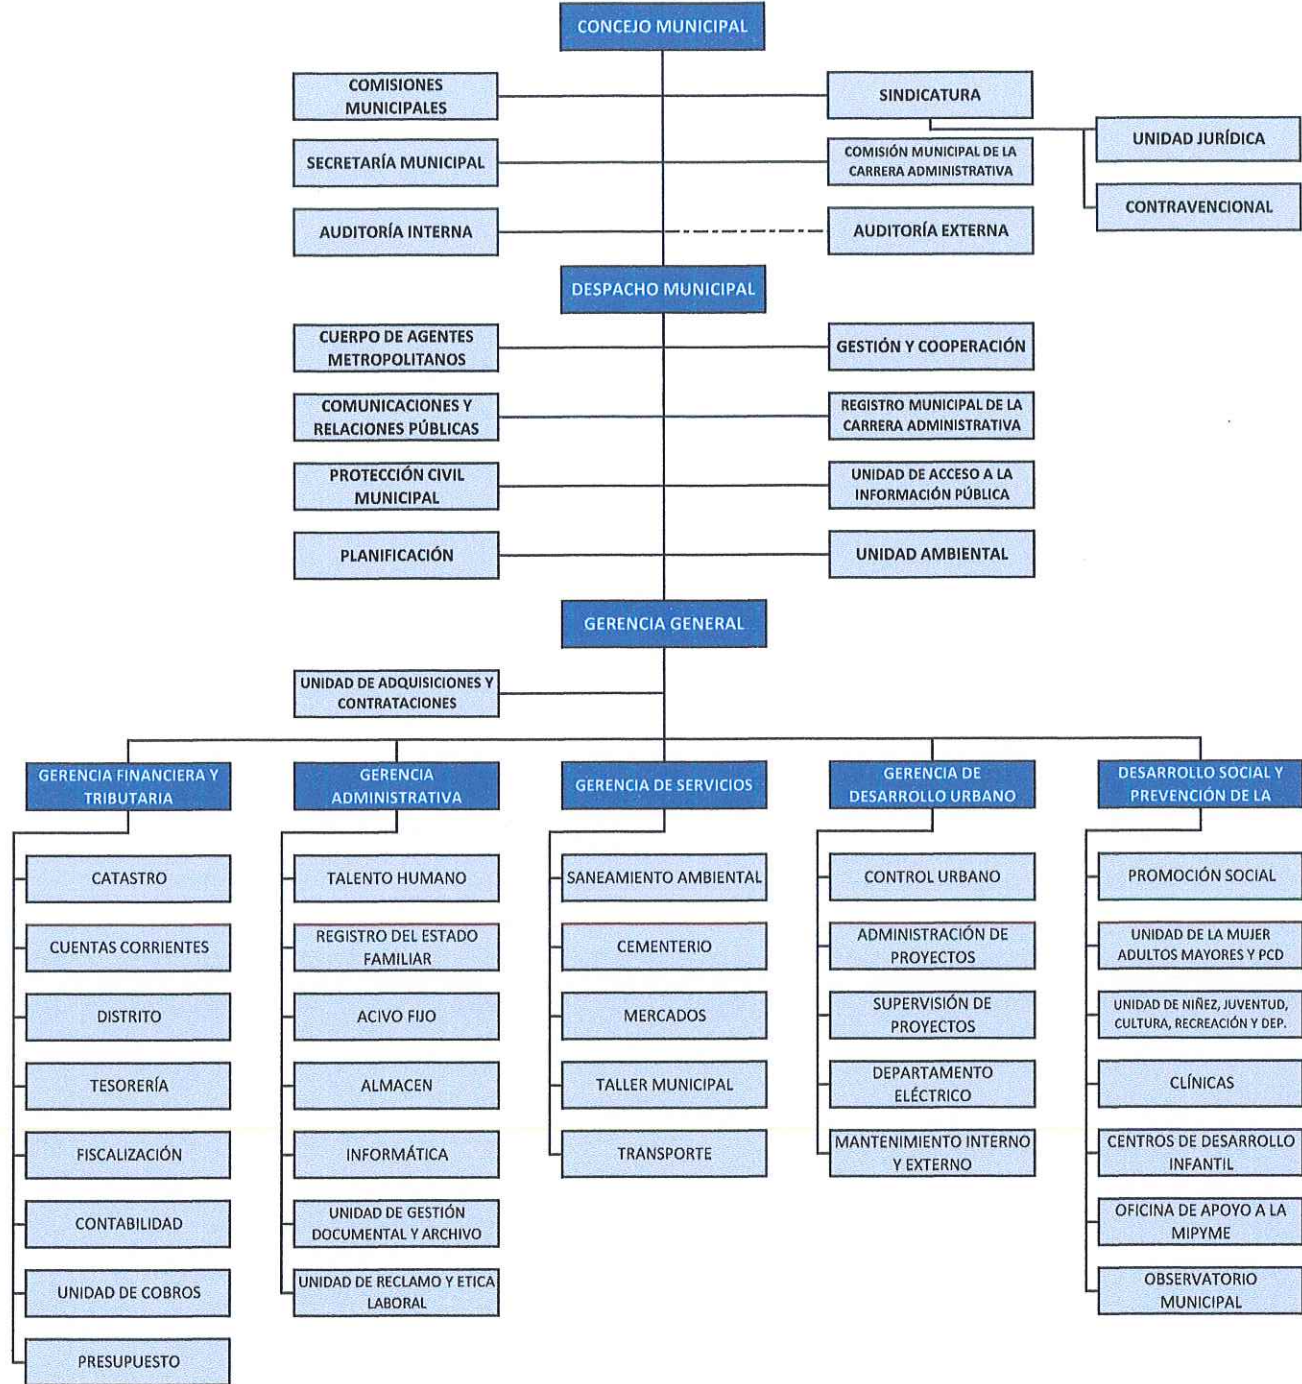 CONCEJO MUNICIPAL
COMISIONES
MUNICIPALES
SINDICATURA
UNIDAD JURÍDICA
SECRETARÍA MUNICIPAL
COMISIÓN MUNICIPAL DE LA
CARRERA ADMINISTRATIVA
CONTRAVENCIONAL
AUDITORÍA INTERNA
AUDITORÍA EXTERNA
DESPACHO MUNICIPAL
CUERPO DE AGENTES
METROPOLITANOS
GESTIÓN Y COOPERACIÓN
COMUNICACIONES Y
RELACIONES PÚBLICAS
REGISTRO MUNICIPAL DE LA
CARRERA ADMINISTRATIVA
PROTECCIÓN CIVIL
MUNICIPAL
UNIDAD DE ACCESO A LA
INFORMACIÓN PÚBLICA
PLANIFICACIÓN
UNIDAD AMBIENTAL
GERENCIA GENERAL
UNIDAD DE ADQUISICIONES Y
CONTRATACIONES
GERENCIA FINANCIERA Y
TRIBUTARIA
CATASTRO
CUENTAS CORRIENTES
DISTRITO
TESORERÍA
FISCALIZACIÓN
CONTABILIDAD
UNIDAD DE COBROS
PRESUPUESTO
GERENCIA
ADMINISTRATIVA
TALENTO HUMANO
REGISTRO DEL ESTADO
FAMILIAR
ACIVO FIJO
ALMACEN
INFORMÁTICA
UNIDAD DE GESTIÓN
DOCUMENTAL Y ARCHIVO
UNIDAD DE RECLAMO Y ETICA
LABORAL
GERENCIA DE SERVICIOS
SANEAMIENTO AMBIENTAL
CEMENTERIO
MERCADOS
TALLER MUNICIPAL
TRANSPORTE
GERENCIA DE
DESARROLLO URBANO
CONTROL URBANO
ADMINISTRACIÓN DE
PROYECTOS
SUPERVISIÓN DE
PROYECTOS
DEPARTAMENTO
ELÉCTRICO
MANTENIMIENTO INTERNO
Y EXTERNO
DESARROLLO SOCIAL Y
PREVENCIÓN DE LA
PROMOCIÓN SOCIAL
UNIDAD DE LA MUJER
ADULTOS MAYORES Y PCD
UNIDAD DE NIÑEZ, JUVENTUD,
CULTURA, RECREACIÓN Y DEP.
CLÍNICAS
CENTROS DE DESARROLLO
INFANTIL
OFICINA DE APOYO A LA
MIPYME
OBSERVATORIO
MUNICIPAL